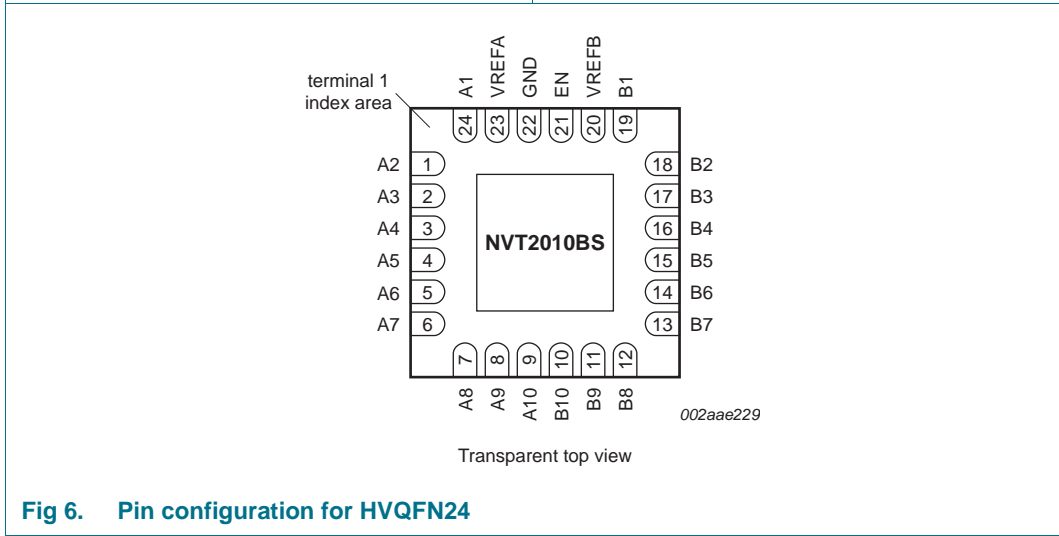 A1 VREFA GND EN VREFB B1
terminal 1
index area
24 23 22 21 20 19
A2 1 18 B2
A3 2 17 B3
A4 3 16 B4
A5 4 15 B5
A6 5 14 B6
A7 6 13 B7
NVT2010BS
7 8 9 10 11 12
A8 A9 A10 B10 B9 B8
002aae229
Transparent top view
Fig 6. Pin configuration for HVQFN24